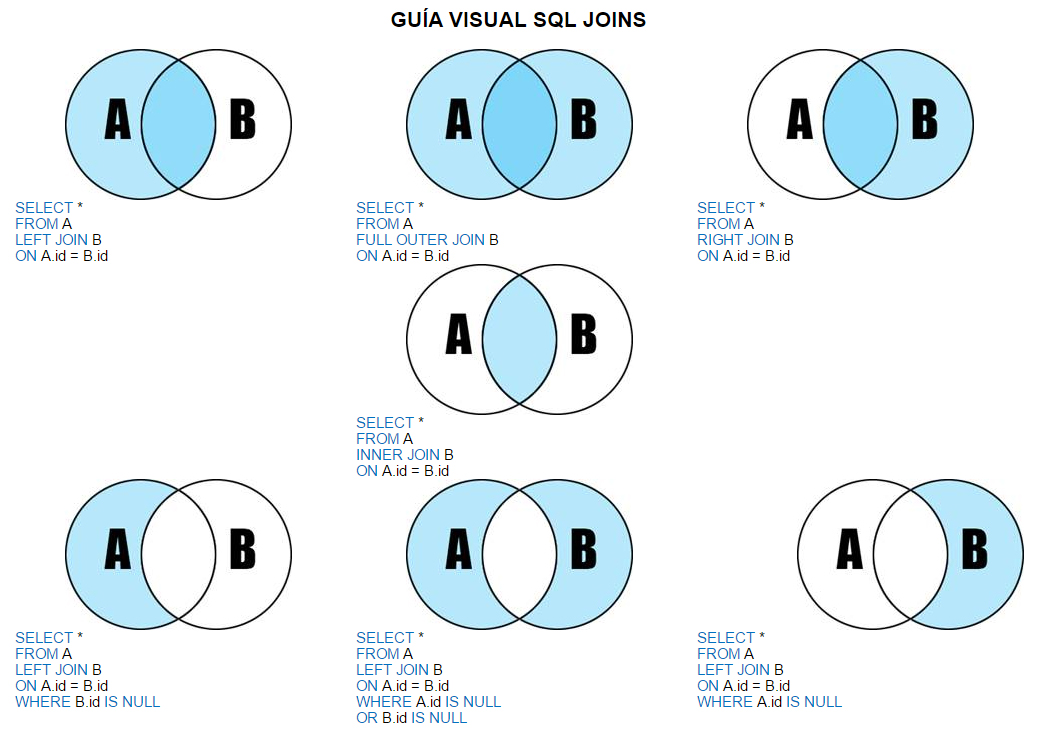 GUÍA VISUAL SQL JOINS
A B
SELECT *
FROM A
LEFT JOIN B
ON A.id = B.id
A B
SELECT *
FROM A
FULL OUTER JOIN B
ON A.id = B.id
A B
SELECT *
FROM A
RIGHT JOIN B
ON A.id = B.id
A B
SELECT *
FROM A
INNER JOIN B
ON A.id = B.id
A B
SELECT *
FROM A
LEFT JOIN B
ON A.id = B.id
WHERE B.id IS NULL
A B
SELECT *
FROM A
LEFT JOIN B
ON A.id = B.id
WHERE A.id IS NULL
OR B.id IS NULL
A B
SELECT *
FROM A
LEFT JOIN B
ON A.id = B.id
WHERE A.id IS NULL